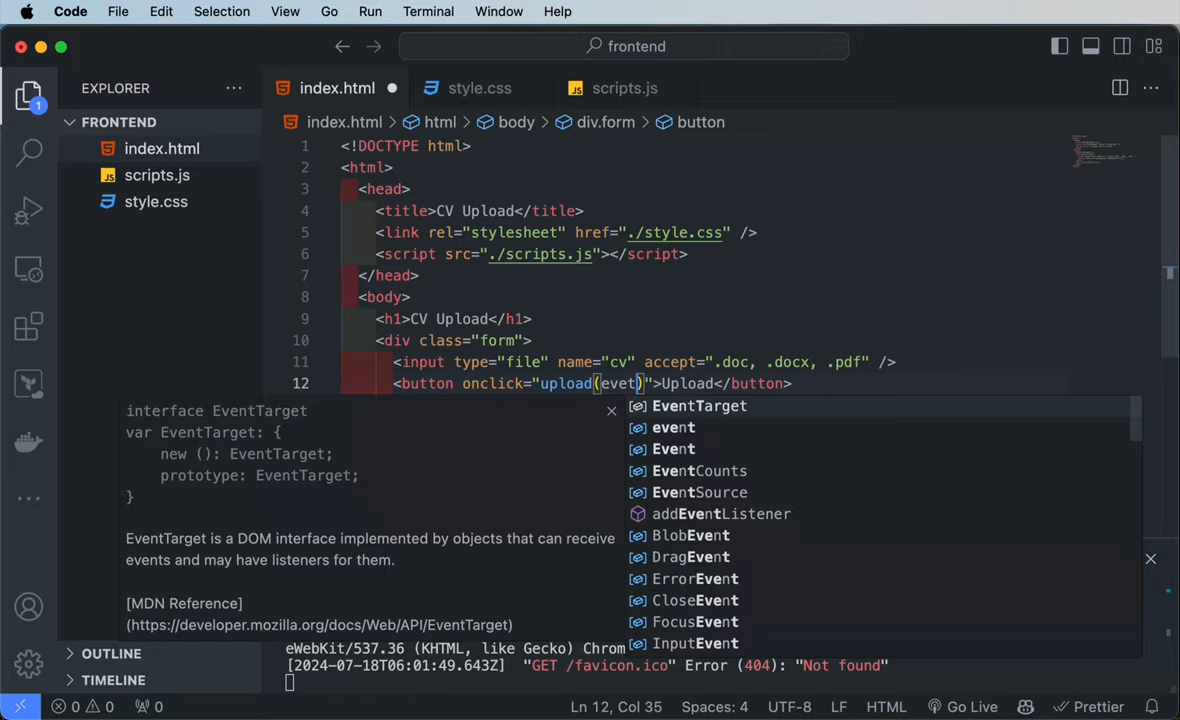 Code File Edit Selection View Go Run Terminal Window Help
frontend
EXPLORER
index.html
style.css
JS scripts.js
1
FRONTEND
index.html > html > body > div.form > button
index.html
JS scripts.js
style.css
1 <!DOCTYPE html>
2 <html>
3 <head>
4 <title>CV Upload</title>
5 <link rel="stylesheet" href="./style.css" />
6 <script src="./scripts.js"></script>
7 </head>
8 <body>
9 <h1>CV Upload</h1>
10 <div class="form">
11 <input type="file" name="cv" accept=".doc, .docx, .pdf" />
12 <button onclick="upload(evet)">Upload</button>
interface EventTarget
var EventTarget: {
new (): EventTarget;
prototype: EventTarget;
}
EventTarget is a DOM interface implemented by objects that can receive
events and may have listeners for them.
[MDN Reference]
(https://developer.mozilla.org/docs/Web/API/EventTarget)
EventTarget
event
Event
EventCounts
EventSource
addEventListener
BlobEvent
DragEvent
ErrorEvent
CloseEvent
FocusEvent
InputEvent
OUTLINE
TIMELINE
eWebKit/537.36 (KHTML, like Gecko) Chrom
[2024-07-18T06:01:49.643Z] "GET /favicon.ico" Error (404): "Not found"
0 0 0 Ln 12, Col 35 Spaces: 4 UTF-8 LF HTML Go Live Prettier